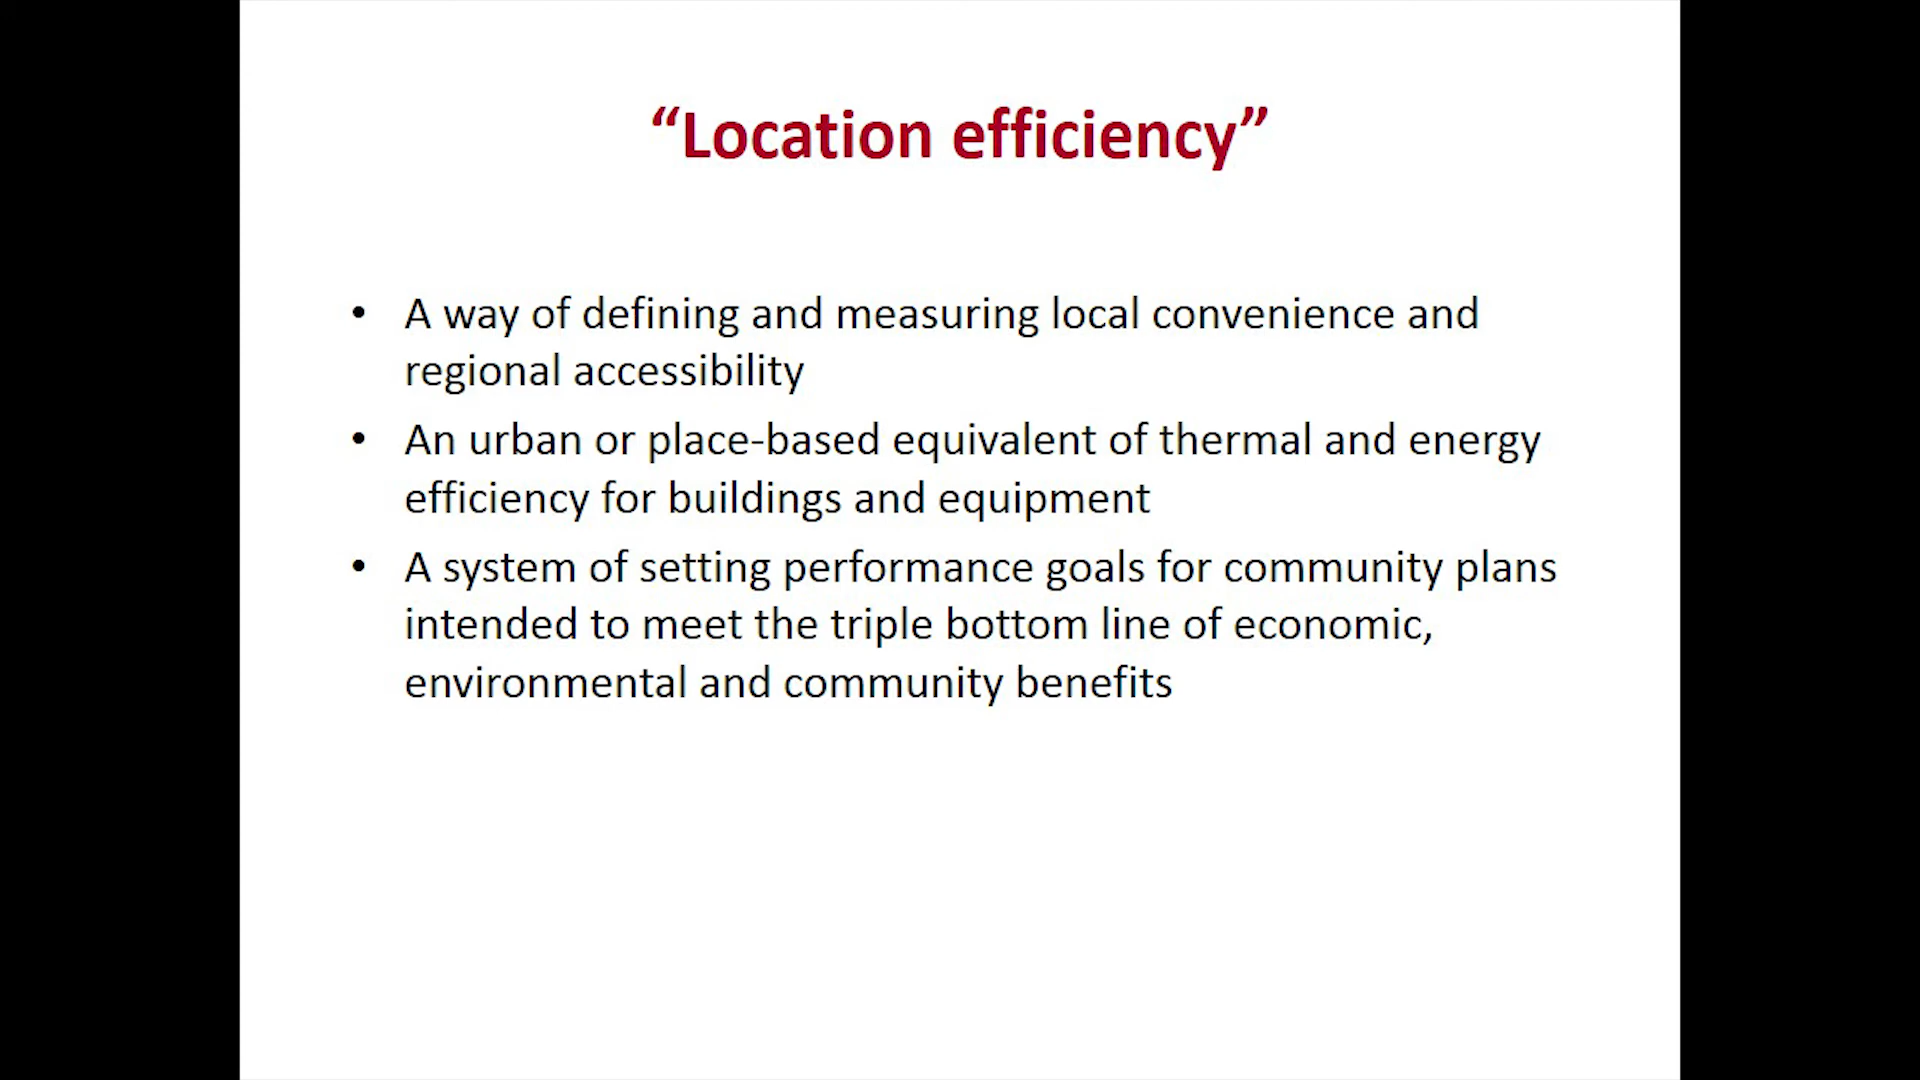 “Location efficiency”
• A way of defining and measuring local convenience and
regional accessibility
• An urban or place-based equivalent of thermal and energy
efficiency for buildings and equipment
• A system of setting performance goals for community plans
intended to meet the triple bottom line of economic,
environmental and community benefits